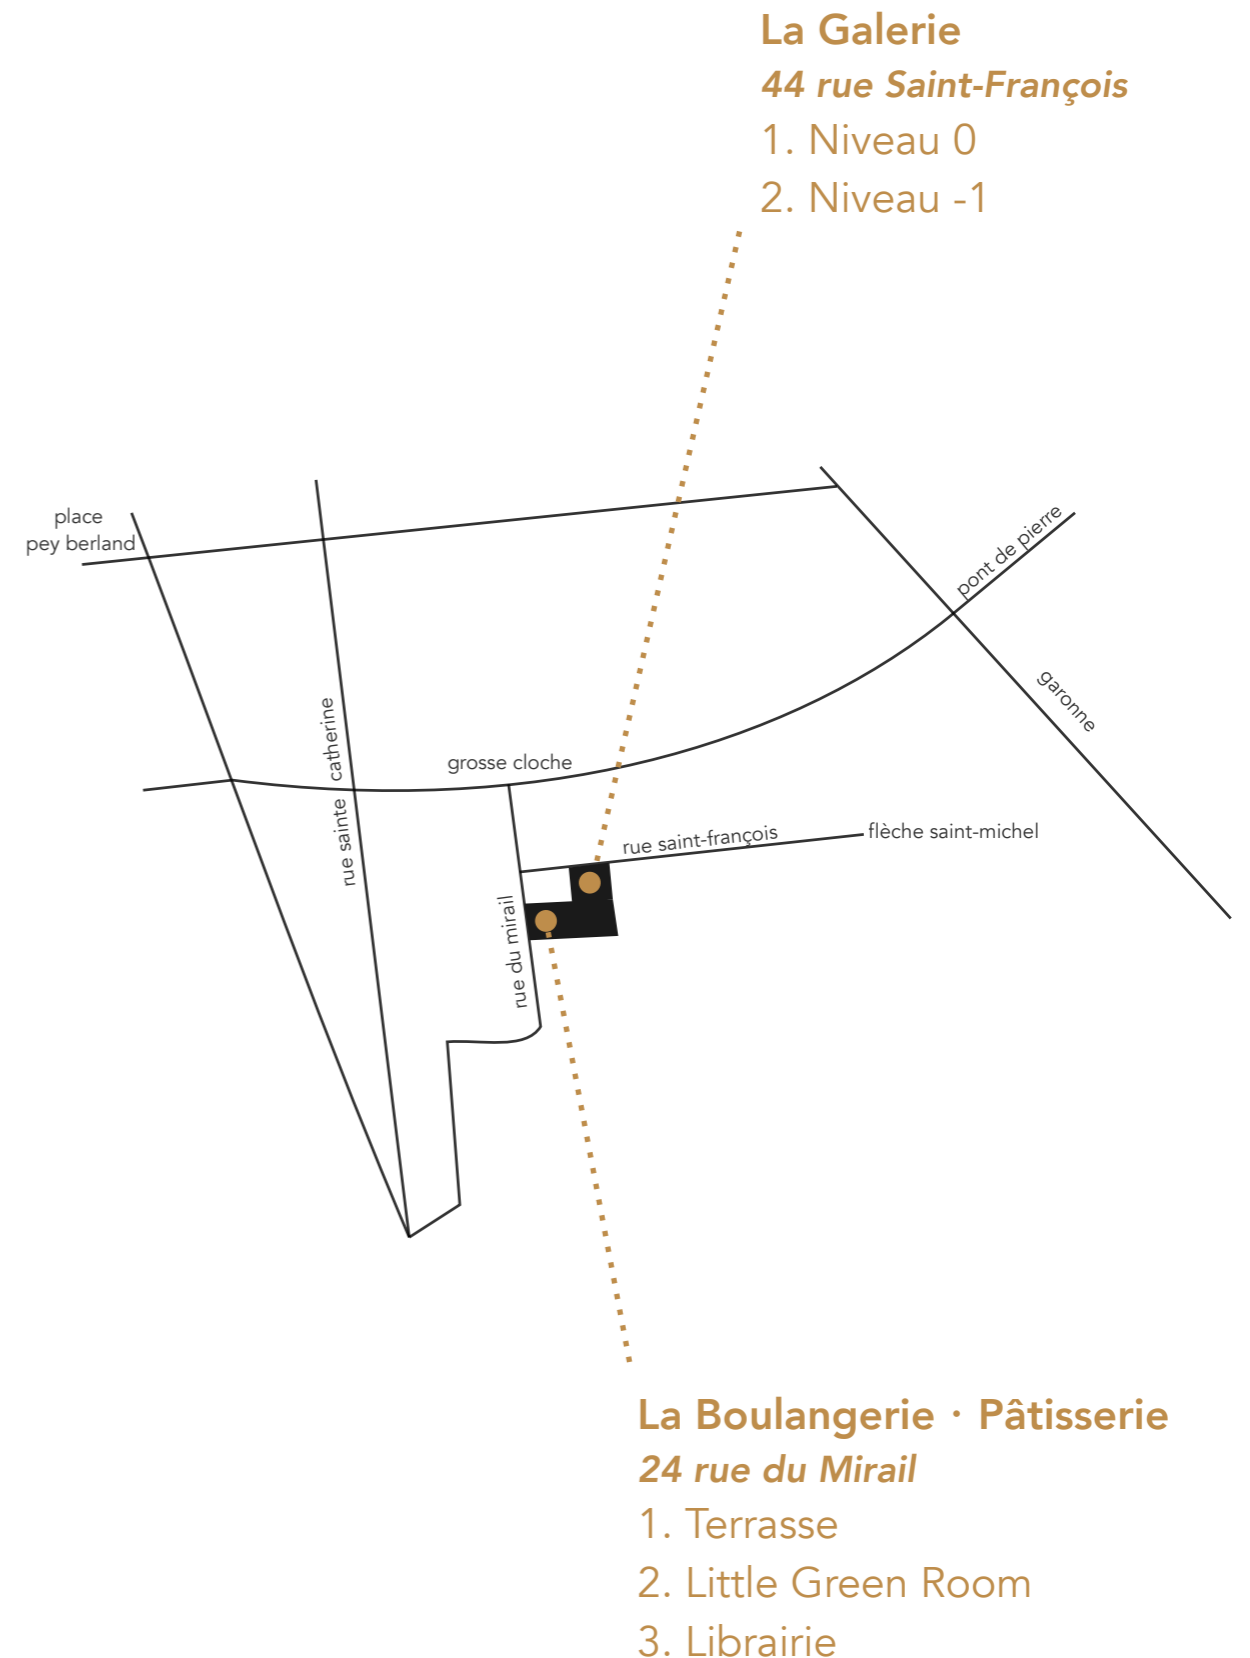 La Galerie
44 rue Saint-François
1. Niveau 0
2. Niveau -1
place
pey berland
pont de pierre
garonne
rue sainte catherine
grosse cloche
rue saint-françois
flèche saint-michel
rue du mirail
La Boulangerie · Pâtisserie
24 rue du Mirail
1. Terrasse
2. Little Green Room
3. Librairie